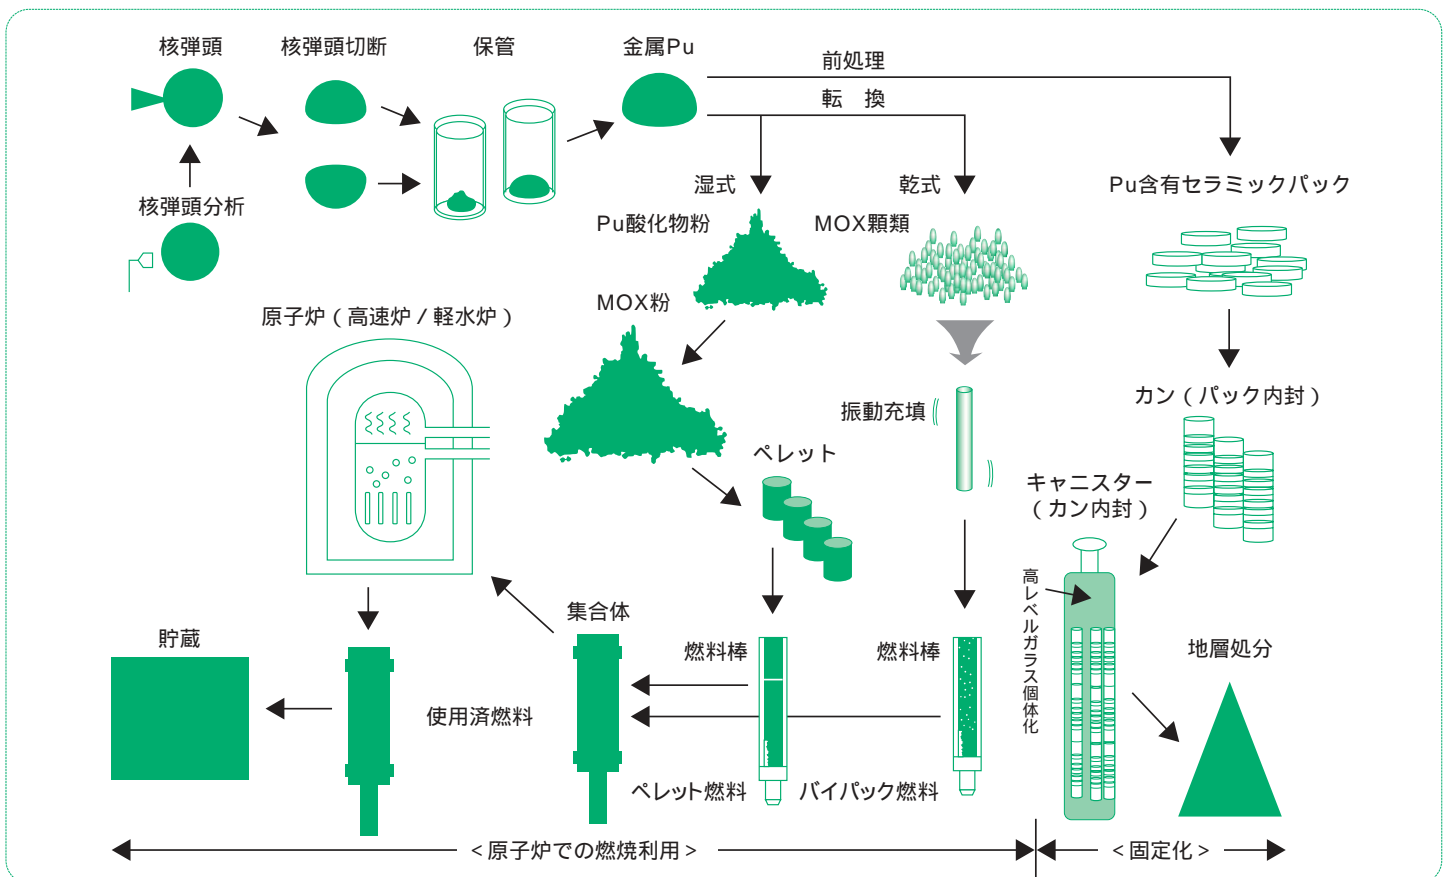 核弾頭
核弾頭切断
保管
金属Pu
前処理
転　換
核弾頭分析
湿式
乾式
Pu含有セラミックパック
Pu酸化物粉
MOX顆類
MOX粉
原子炉（高速炉 / 軽水炉）
振動充填
カン（パック内封）
ペレット
キャニスター
（カン内封）
高レベルガラス個体化
集合体
貯蔵
燃料棒
燃料棒
地層処分
使用済燃料
ペレット燃料
バイパック燃料
<原子炉での燃焼利用>
<固定化>